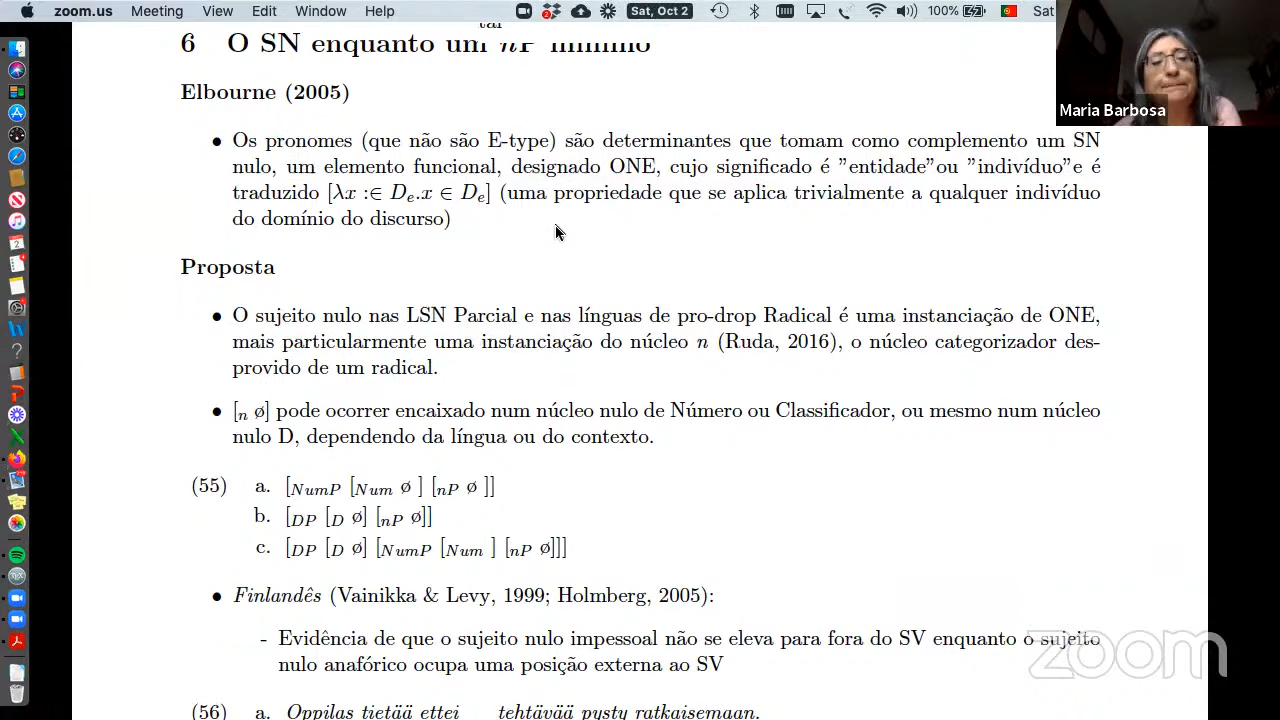 zoom.us Meeting View Edit Help Sat, Oct 2 100% Sat
Maria Barbosa
6 O SN enquanto um nP mínimo
Elbourne (2005)
• Os pronomes (que não são E-type) são determinantes que tomam como complemento um SN
nulo, um elemento funcional, designado ONE, cujo significado é ”entidade”ou ”indivíduo”e é
traduzido [λx :∈ Dₑ.x ∈ Dₑ] (uma propriedade que se aplica trivialmente a qualquer indivíduo
do domínio do discurso)
Proposta
• O sujeito nulo nas LSN Parcial e nas línguas de pro-drop Radical é uma instanciação de ONE,
mais particularmente uma instanciação do núcleo n (Ruda, 2016), o núcleo categorizador des-
provido de um radical.
• [n ø] pode ocorrer encaixado num núcleo nulo de Número ou Classificador, ou mesmo num núcleo
nulo D, dependendo da língua ou do contexto.
(55) a. [NumP [Num ø ] [nP ø ]]
b. [DP [D ø] [nP ø]]
c. [DP [D ø] [NumP [Num ] [nP ø]]]
• Finlandês (Vainikka & Levy, 1999; Holmberg, 2005):
- Evidência de que o sujeito nulo impessoal não se eleva para fora do SV enquanto o sujeito
nulo anafórico ocupa uma posição externa ao SV
zoom
(56) a. Oppilas tietää ettei tehtävää pysty ratkaisemaan.